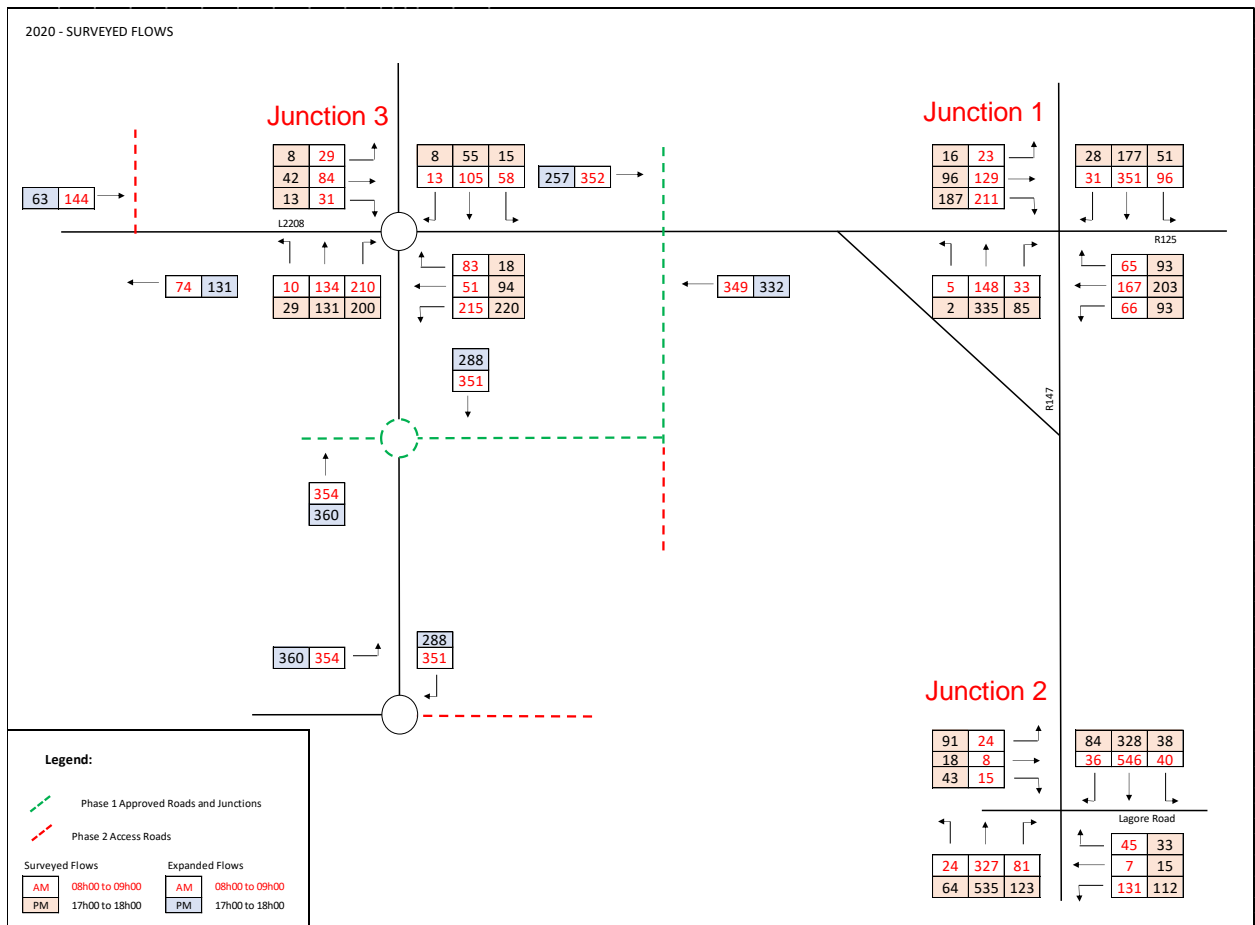 2020 - SURVEYED FLOWS
Junction 3
Junction 1
8 29
42 84
13 31
8 55 15
13 105 58
257 352
16 23
96 129
187 211
28 177 51
31 351 96
63 144
L2208
R125
74 131
10 134 210
29 131 200
83 18
51 94
215 220
349 332
5 148 33
2 335 85
65 93
167 203
66 93
288
351
R147
354
360
360 354
288
351
Junction 2
91 24
18 8
43 15
84 328 38
36 546 40
Lagore Road
24 327 81
64 535 123
45 33
7 15
131 112
Legend:
Phase 1 Approved Roads and Junctions
Phase 2 Access Roads
Surveyed Flows
AM 08h00 to 09h00
PM 17h00 to 18h00
Expanded Flows
AM 08h00 to 09h00
PM 17h00 to 18h00